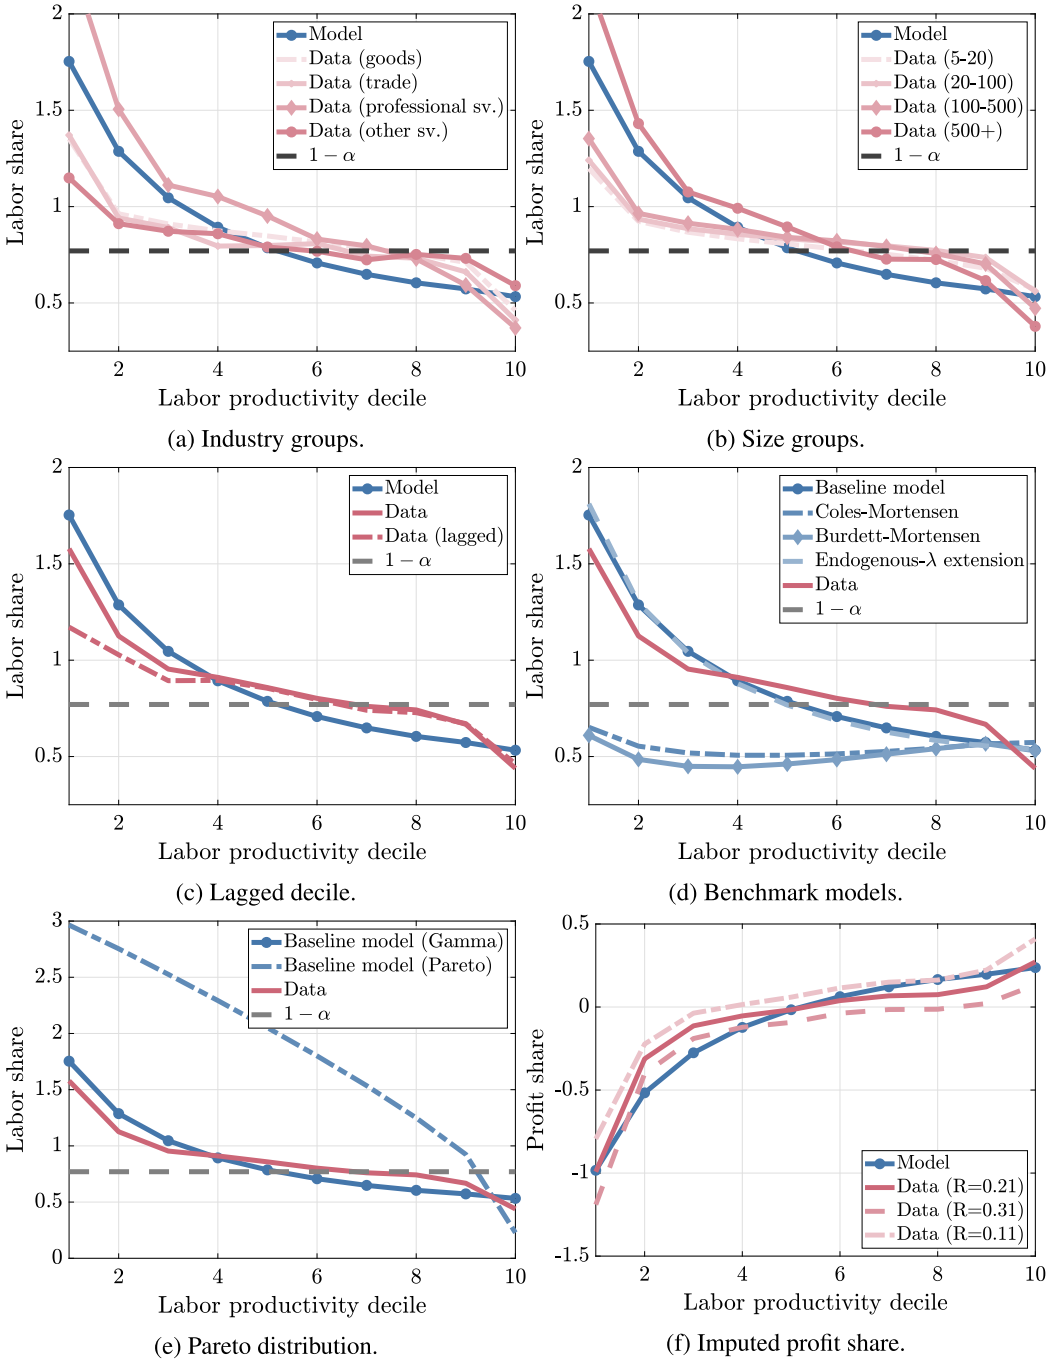 2
1.5
1
0.5
Labor share
2
4
6
8
10
Labor productivity decile
Model
Data (goods)
Data (trade)
Data (professional sv.)
Data (other sv.)
1 − α
(a) Industry groups.
2
1.5
1
0.5
Labor share
2
4
6
8
10
Labor productivity decile
Model
Data (5-20)
Data (20-100)
Data (100-500)
Data (500+)
1 − α
(b) Size groups.
2
1.5
1
0.5
Labor share
2
4
6
8
10
Labor productivity decile
Model
Data
Data (lagged)
1 − α
(c) Lagged decile.
2
1.5
1
0.5
Labor share
2
4
6
8
10
Labor productivity decile
Baseline model
Coles-Mortensen
Burdett-Mortensen
Endogenous-λ extension
Data
1 − α
(d) Benchmark models.
3
2.5
2
1.5
1
0.5
0
Labor share
2
4
6
8
10
Labor productivity decile
Baseline model (Gamma)
Baseline model (Pareto)
Data
1 − α
(e) Pareto distribution.
0.5
0
-0.5
-1
-1.5
Profit share
2
4
6
8
10
Labor productivity decile
Model
Data (R=0.21)
Data (R=0.31)
Data (R=0.11)
(f) Imputed profit share.